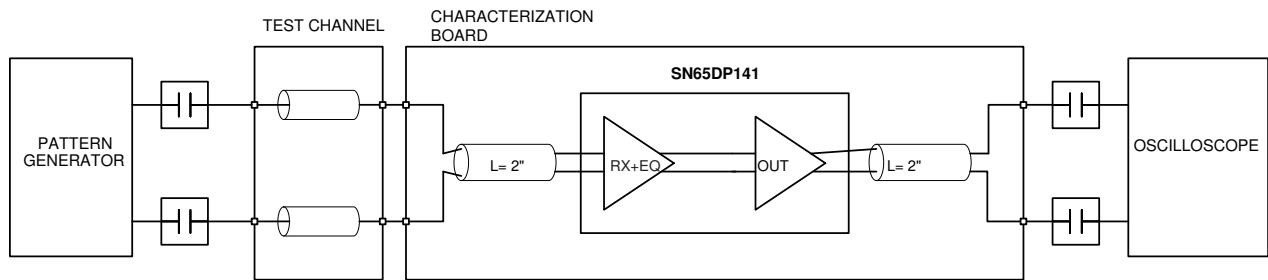 TEST CHANNEL
CHARACTERIZATION
BOARD
SN65DP141
PATTERN
GENERATOR
L= 2"
RX+EQ
OUT
L= 2"
OSCILLOSCOPE